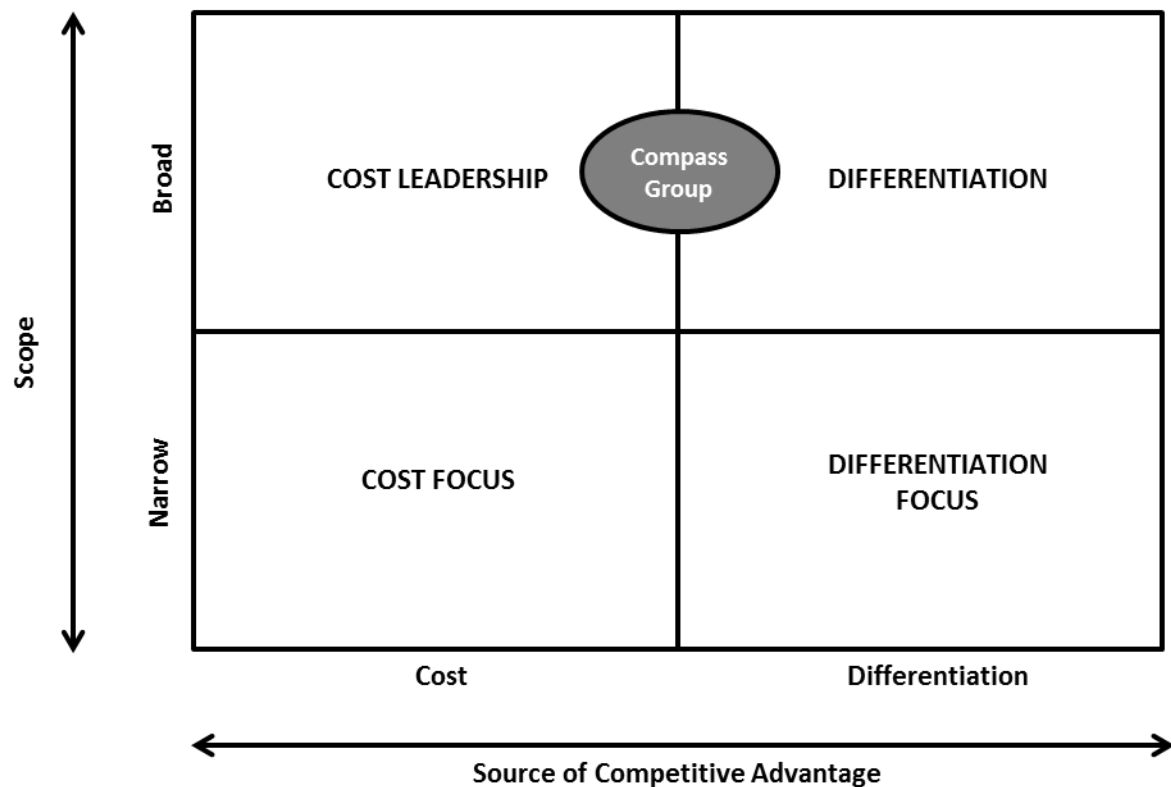 Scope
Broad
Narrow
COST LEADERSHIP
Compass
Group
DIFFERENTIATION
COST FOCUS
DIFFERENTIATION
FOCUS
Cost
Differentiation
Source of Competitive Advantage